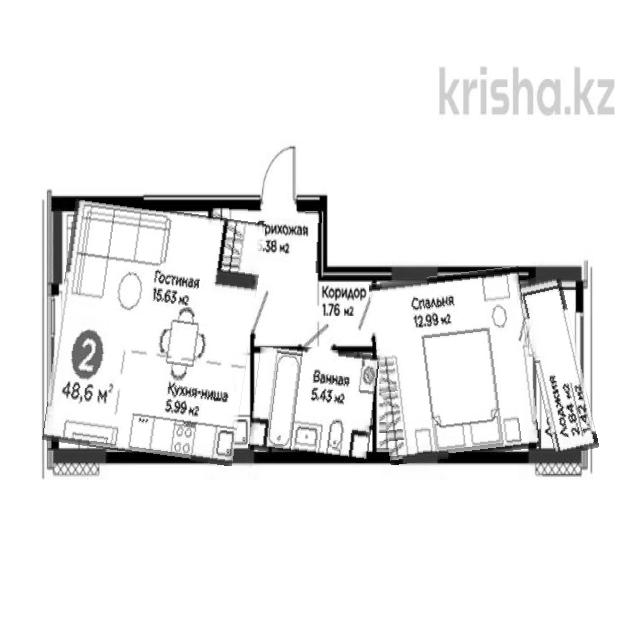 krisha.kz
Прихожая
5.38 м2
Гостиная
15.63 м2
Коридор
1.76 м2
Спальня
12.99 м2
2
48,6 м²
Кухня-ниша
5.99 м2
Ванная
5.43 м2
Лоджия
2.84 м2
1.42 м2